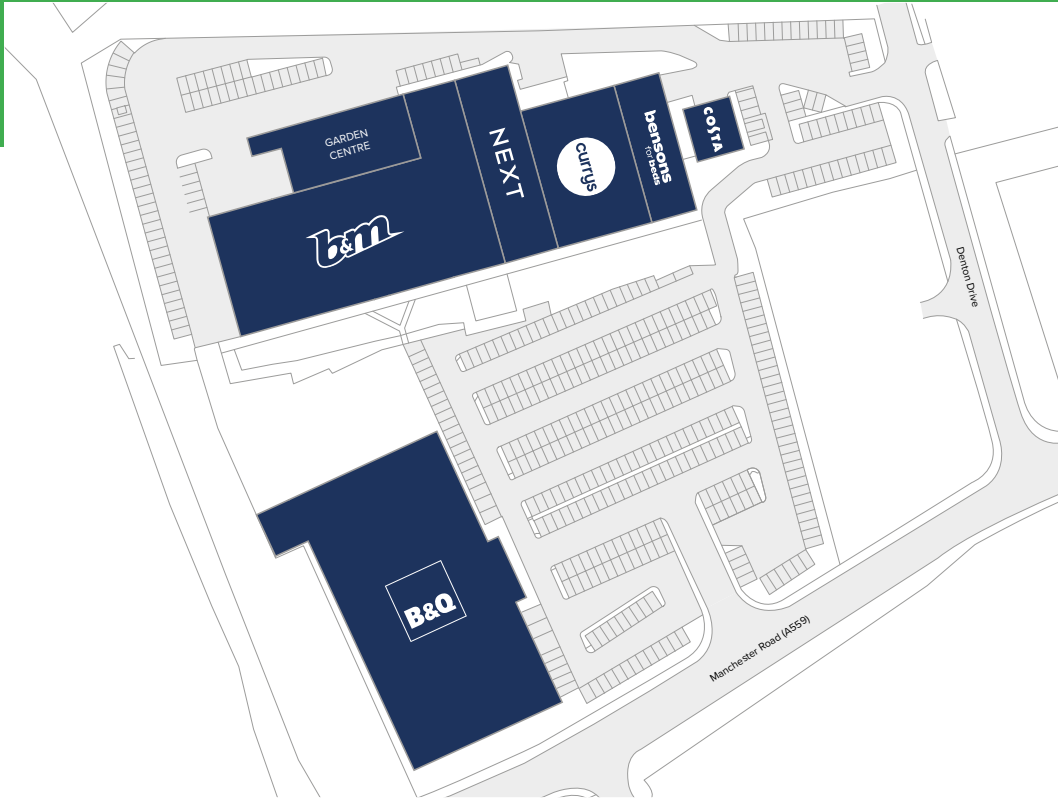 GARDEN
CENTRE
b&m
NEXT
currys
bensons
for beds
COSTA
B&Q
Denton Drive
Manchester Road (A559)